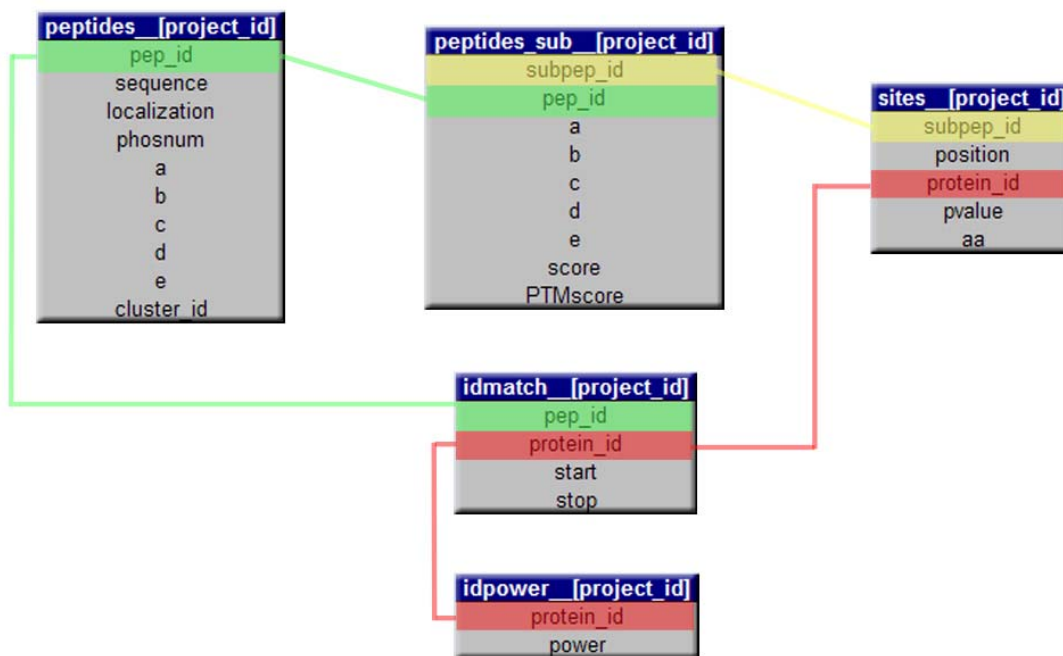 peptides__[project_id]
pep_id
sequence
localization
phosnum
a
b
c
d
e
cluster_id
peptides_sub__[project_id]
subpep_id
pep_id
a
b
c
d
e
score
PTMscore
sites__[project_id]
subpep_id
position
protein_id
pvalue
aa
idmatch__[project_id]
pep_id
protein_id
start
stop
idpower__[project_id]
protein_id
power